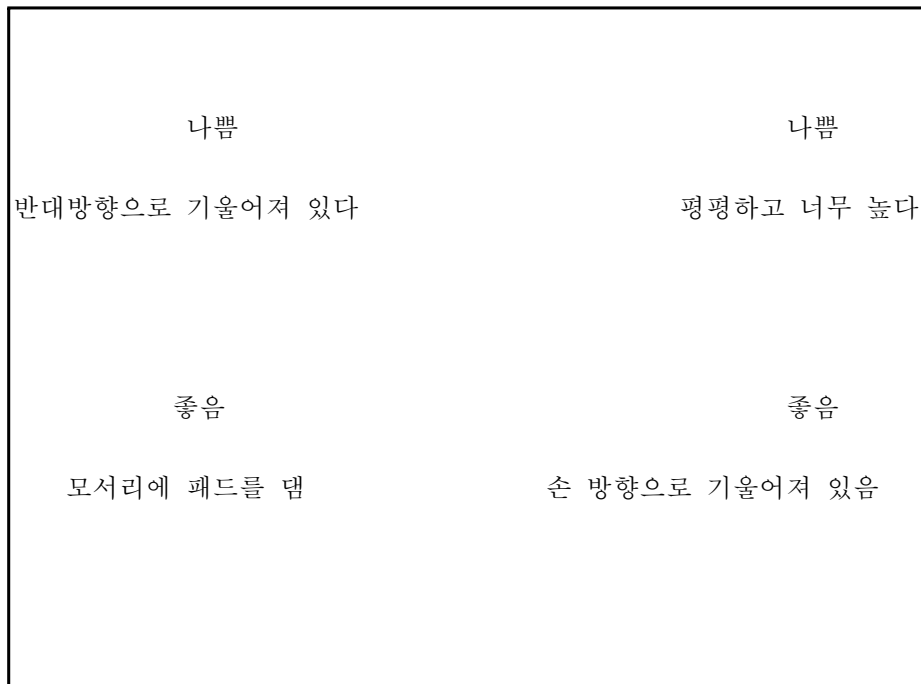 나쁨
나쁨
반대방향으로 기울어져 있다
평평하고 너무 높다
좋음
좋음
모서리에 패드를 댐
손 방향으로 기울어져 있음